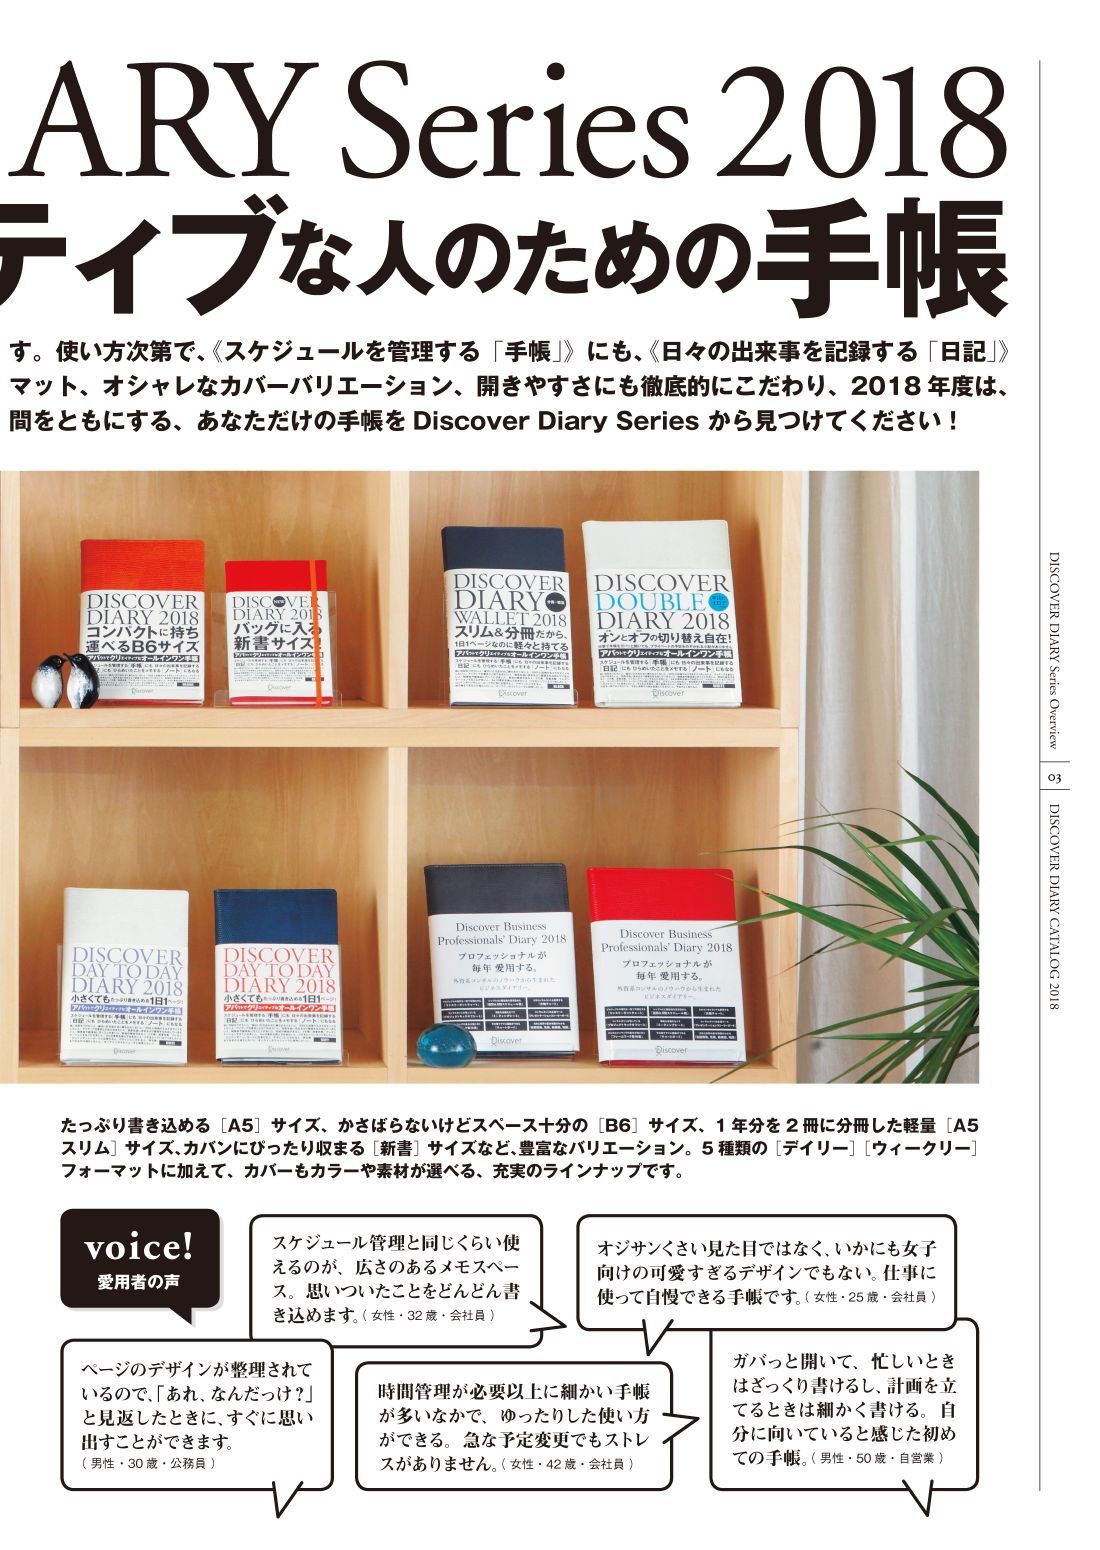 ARY Series 2018
ティブな人のための手帳
す。使い方次第で、《スケジュールを管理する「手帳」》にも、《日々の出来事を記録する「日記」》
マット、オシャレなカバーバリエーション、開きやすさにも徹底的にこだわり、2018 年度は、
間をともにする、あなただけの手帳を Discover Diary Series から見つけてください！
DISCOVER
DIARY 2018
コンパクトに持ち
運べるB6サイズ
アバウトでクリエイティブなオールインワン手帳
Discover
NEW
DISCOVER
DIARY 2018
バッグに入る
新書サイズ!
Discover
DISCOVER
DIARY
WALLET 2018
スリム&分冊だから、
1日1ページなのに軽々と持てる
アバウトでクリエイティブなオールインワン手帳
Discover
DISCOVER
DOUBLE
DIARY 2018
オンとオフの切り替え自在!
アバウトでクリエイティブなオールインワン手帳
Discover
DISCOVER
DAY TO DAY
DIARY 2018
小さくてもたっぷり書き込める1日1ページ!
アバウトでクリエイティブなオールインワン手帳
Discover
DISCOVER
DAY TO DAY
DIARY 2018
小さくてもたっぷり書き込める1日1ページ!
アバウトでクリエイティブなオールインワン手帳
Discover
Discover Business
Professionals' Diary 2018
プロフェッショナルが
毎年 愛用する。
外資系コンサルのノウハウから生まれた
ビジネスダイアリー。
Discover
Discover Business
Professionals' Diary 2018
プロフェッショナルが
毎年 愛用する。
外資系コンサルのノウハウから生まれた
ビジネスダイアリー。
Discover
たっぷり書き込める［A5］サイズ、かさばらないけどスペース十分の［B6］サイズ、1 年分を 2 冊に分冊した軽量［A5
スリム］サイズ、カバンにぴったり収まる［新書］サイズなど、豊富なバリエーション。5 種類の［デイリー］［ウィークリー］
フォーマットに加えて、カバーもカラーや素材が選べる、充実のラインナップです。
voice!
愛用者の声
スケジュール管理と同じくらい使
えるのが、広さのあるメモスペー
ス。思いついたことをどんどん書
き込めます。（ 女性・32 歳・会社員 ）
オジサンくさい見た目ではなく、いかにも女子
向けの可愛すぎるデザインでもない。仕事に
使って自慢できる手帳です。（ 女性・25 歳・会社員 ）
ページのデザインが整理されて
いるので、「あれ、なんだっけ？」
と見返したときに、すぐに思い
出すことができます。
（ 男性・30 歳・公務員 ）
時間管理が必要以上に細かい手帳
が多いなかで、ゆったりした使い方
ができる。急な予定変更でもストレ
スがありません。（ 女性・42 歳・会社員 ）
ガバっと開いて、忙しいとき
はざっくり書けるし、計画を立
てるときは細かく書ける。自
分に向いていると感じた初め
ての手帳。（ 男性・50 歳・自営業 ）
DISCOVER DIARY Series Overview
03
DISCOVER DIARY CATALOG 2018